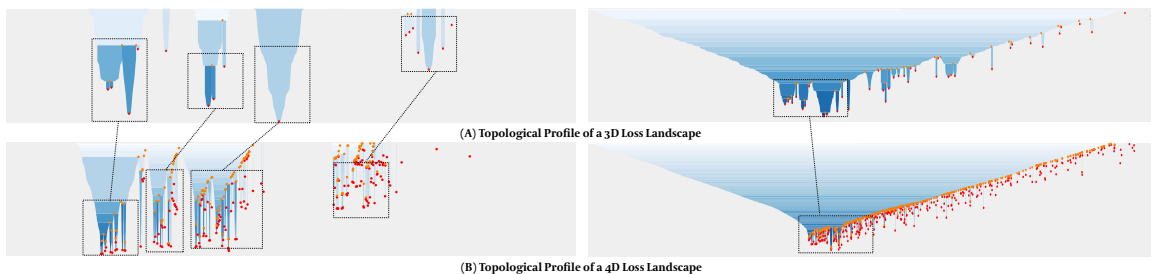 (A) Topological Profile of a 3D Loss Landscape
(B) Topological Profile of a 4D Loss Landscape